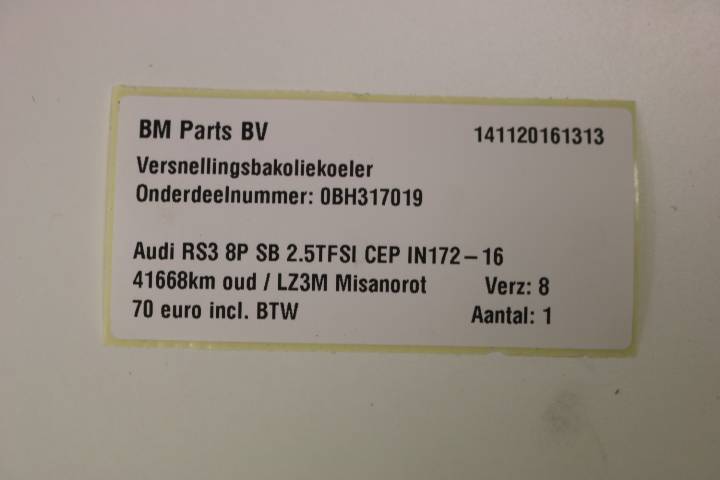 BM Parts BV 141120161313
Versnellingsbakoliekoeler
Onderdeelnummer: 0BH317019
Audi RS3 8P SB 2.5TFSI CEP IN172-16
41668km oud / LZ3M Misanorot Verz: 8
70 euro incl. BTW Aantal: 1